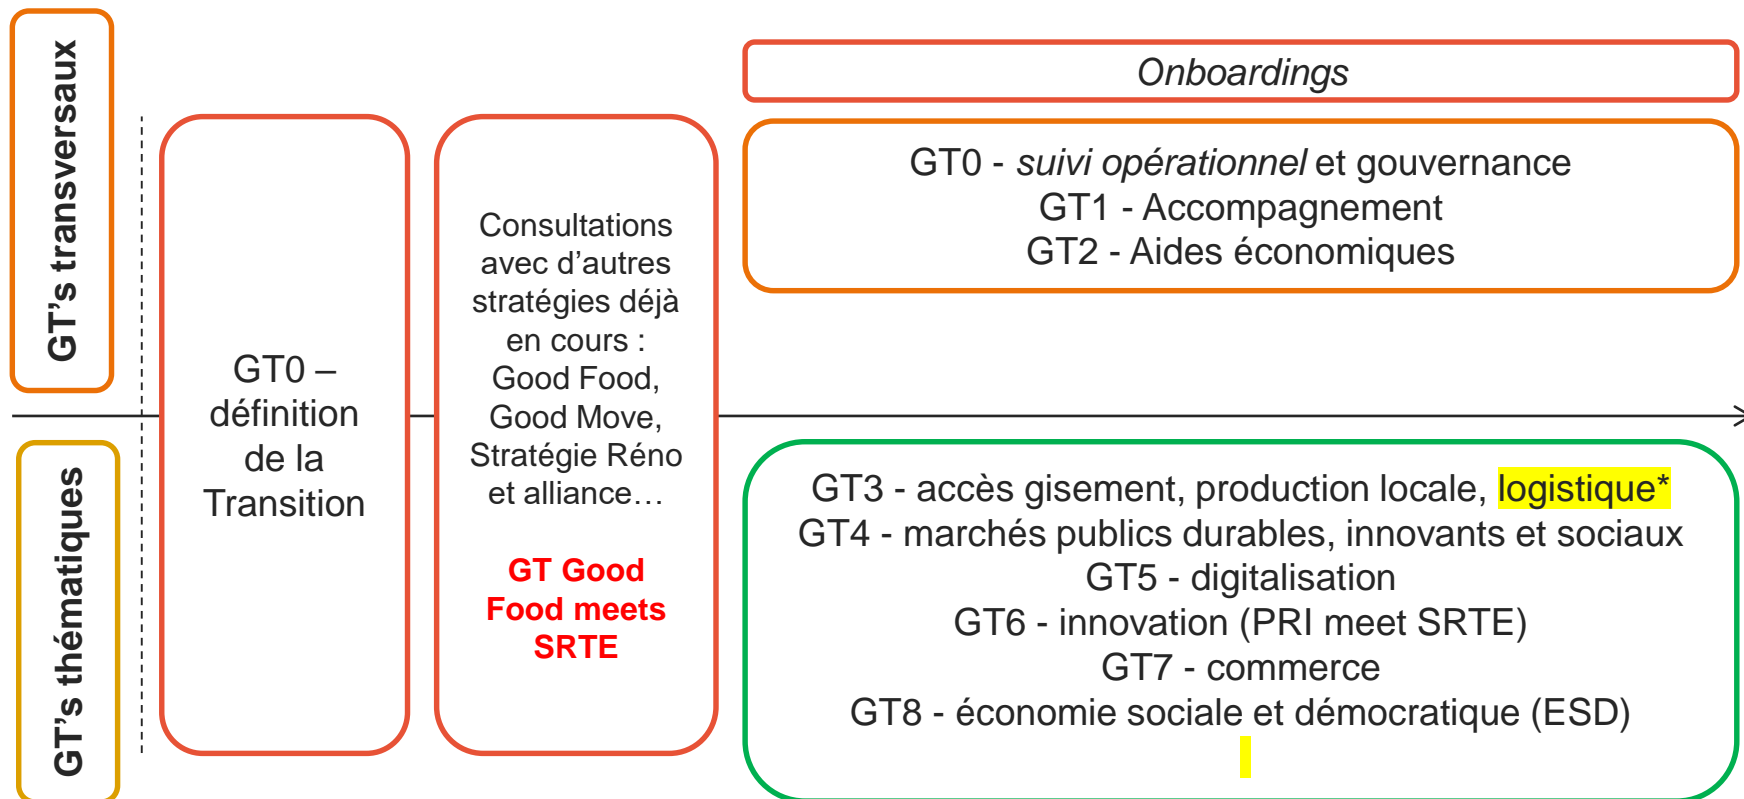 GT's transversaux
GT's thématiques
GT0 –
définition
de la
Transition
Consultations
avec d'autres
stratégies déjà
en cours :
Good Food,
Good Move,
Stratégie Réno
et alliance…
GT Good
Food meets
SRTE
Onboardings
GT0 - suivi opérationnel et gouvernance
GT1 - Accompagnement
GT2 - Aides économiques
GT3 - accès gisement, production locale, logistique*
GT4 - marchés publics durables, innovants et sociaux
GT5 - digitalisation
GT6 - innovation (PRI meet SRTE)
GT7 - commerce
GT8 - économie sociale et démocratique (ESD)